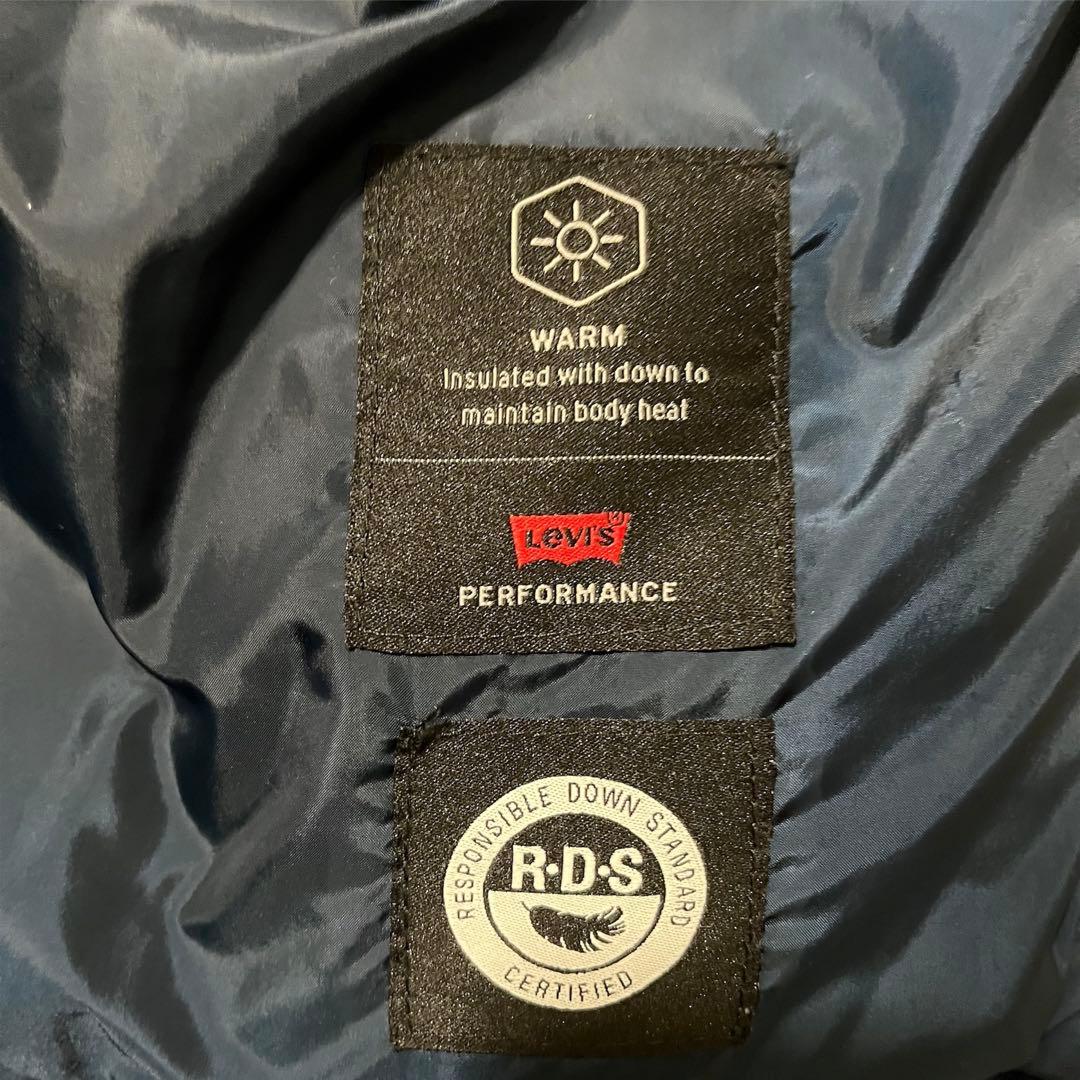 WARM
Insulated with down to
maintain body heat
Levi's®
PERFORMANCE
RESPONSIBLE DOWN STANDARD
R·D·S
CERTIFIED